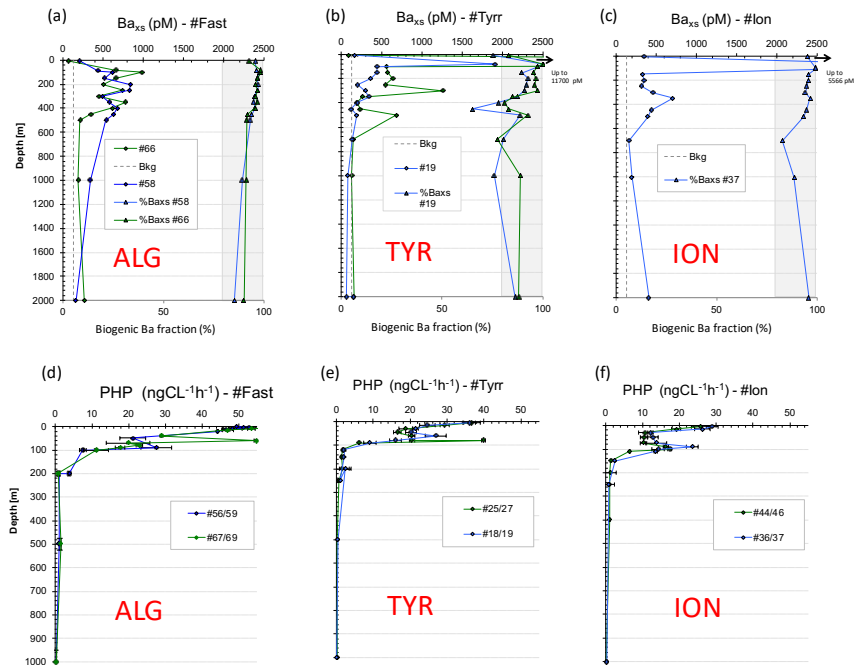 (a)
Ba_xs (pM) - #Fast
0 500 1000 1500 2000 2500
0
200
400
600
800
1000
1200
1400
1600
1800
2000
Depth [m]
#66
Bkg
#58
%Baxs #58
%Baxs #66
ALG
0 50 100
Biogenic Ba fraction (%)
(b)
Ba_xs (pM) - #Tyrr
0 500 1000 1500 2000 2500
Up to
11700 pM
Bkg
#19
%Baxs
#19
TYR
0 50 100
Biogenic Ba fraction (%)
(c)
Ba_xs (pM) - #Ion
0 500 1000 1500 2000 2500
Up to
5566 pM
Bkg
#37
%Baxs #37
ION
0 50 100
Biogenic Ba fraction (%)
(d)
PHP (ngCL⁻¹h⁻¹) - #Fast
0 10 20 30 40 50
0
100
200
300
400
500
600
700
800
900
1000
Depth [m]
#56/59
#67/69
ALG
(e)
PHP (ngCL⁻¹h⁻¹) - #Tyrr
0 10 20 30 40 50
#25/27
#18/19
TYR
(f)
PHP (ngCL⁻¹h⁻¹) - #Ion
0 10 20 30 40 50
#44/46
#36/37
ION